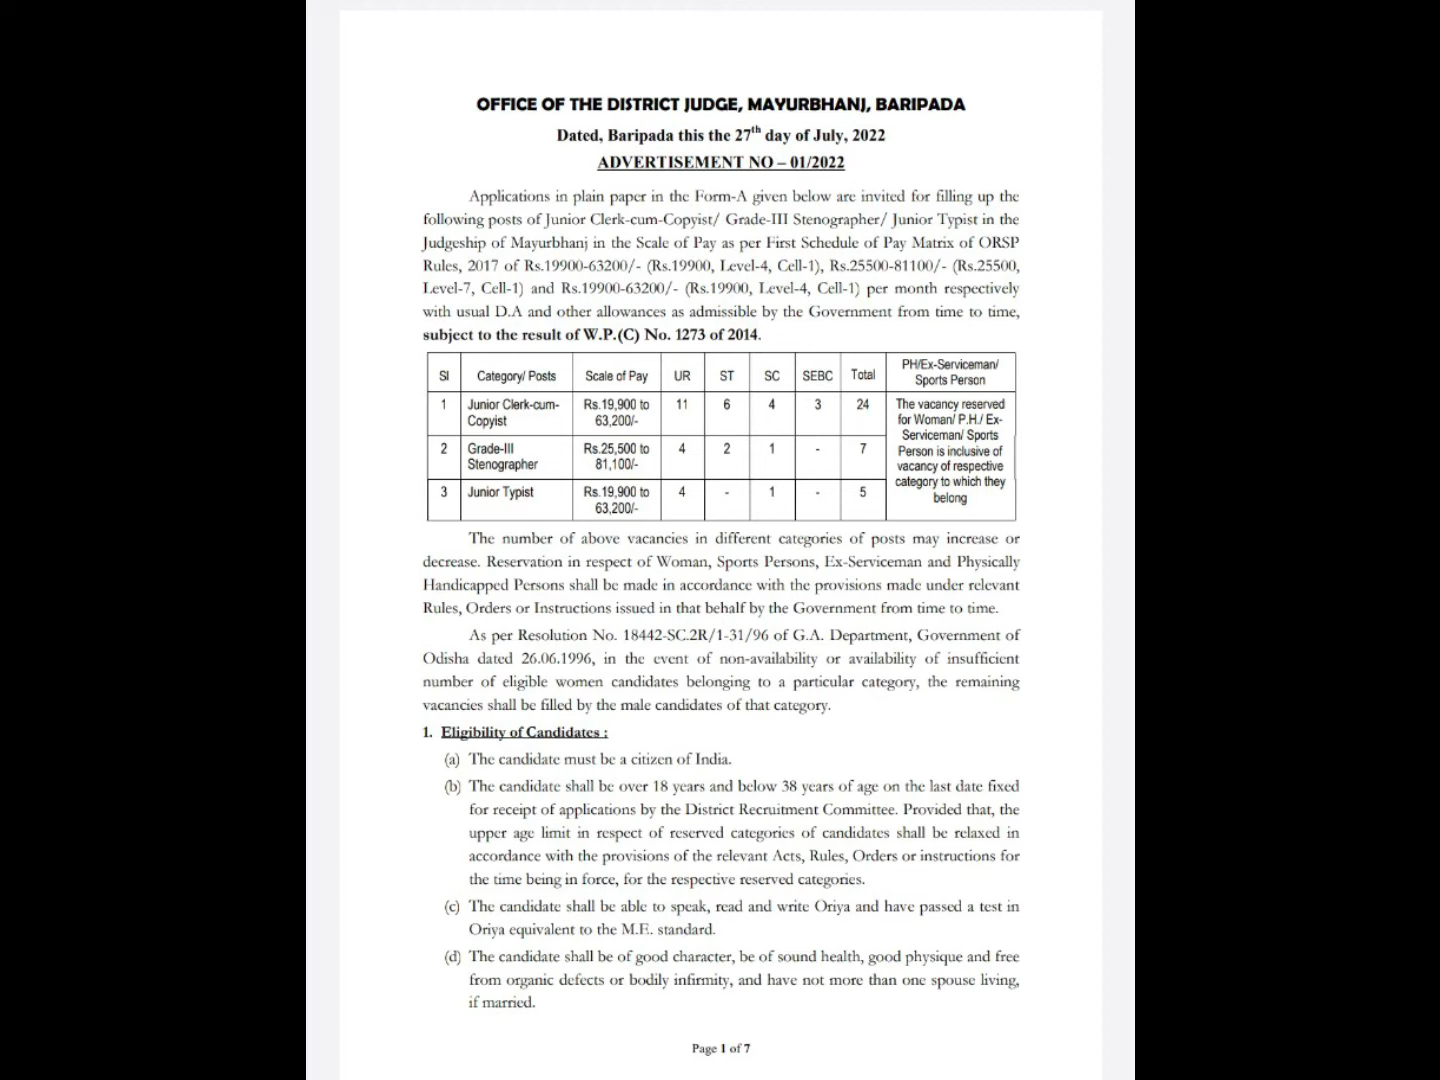 OFFICE OF THE DISTRICT JUDGE, MAYURBHANJ, BARIPADA
Dated, Baripada this the 27th day of July, 2022
ADVERTISEMENT NO – 01/2022
Applications in plain paper in the Form-A given below are invited for filling up the
following posts of Junior Clerk-cum-Copyist/ Grade-III Stenographer/ Junior Typist in the
Judgeship of Mayurbhanj in the Scale of Pay as per First Schedule of Pay Matrix of ORSP
Rules, 2017 of Rs.19900-63200/- (Rs.19900, Level-4, Cell-1), Rs.25500-81100/- (Rs.25500,
Level-7, Cell-1) and Rs.19900-63200/- (Rs.19900, Level-4, Cell-1) per month respectively
with usual D.A and other allowances as admissible by the Government from time to time,
subject to the result of W.P.(C) No. 1273 of 2014.
Sl Category/ Posts Scale of Pay UR ST SC SEBC Total PH/Ex-Serviceman/
Sports Person
1 Junior Clerk-cum- Rs.19,900 to 11 6 4 3 24 The vacancy reserved
Copyist 63,200/- for Woman/ P.H./ Ex-
Serviceman/ Sports
2 Grade-III Rs.25,500 to 4 2 1 - 7 Person is inclusive of
Stenographer 81,100/- vacancy of respective
category to which they
3 Junior Typist Rs.19,900 to 4 - 1 - 5 belong
63,200/-
The number of above vacancies in different categories of posts may increase or
decrease. Reservation in respect of Woman, Sports Persons, Ex-Serviceman and Physically
Handicapped Persons shall be made in accordance with the provisions made under relevant
Rules, Orders or Instructions issued in that behalf by the Government from time to time.
As per Resolution No. 18442-SC.2R/1-31/96 of G.A. Department, Government of
Odisha dated 26.06.1996, in the event of non-availability or availability of insufficient
number of eligible women candidates belonging to a particular category, the remaining
vacancies shall be filled by the male candidates of that category.
1. Eligibility of Candidates :
(a) The candidate must be a citizen of India.
(b) The candidate shall be over 18 years and below 38 years of age on the last date fixed
for receipt of applications by the District Recruitment Committee. Provided that, the
upper age limit in respect of reserved categories of candidates shall be relaxed in
accordance with the provisions of the relevant Acts, Rules, Orders or instructions for
the time being in force, for the respective reserved categories.
(c) The candidate shall be able to speak, read and write Oriya and have passed a test in
Oriya equivalent to the M.E. standard.
(d) The candidate shall be of good character, be of sound health, good physique and free
from organic defects or bodily infirmity, and have not more than one spouse living,
if married.
Page 1 of 7